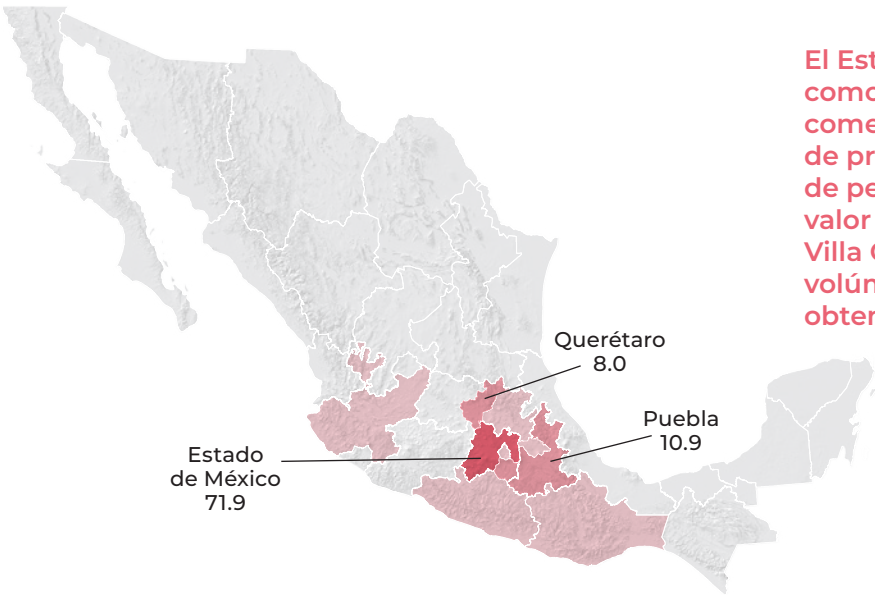 El Est
como
come
de pr
de pe
valor
Villa
volúm
obter
Querétaro
8.0
Puebla
10.9
Estado
de México
71.9